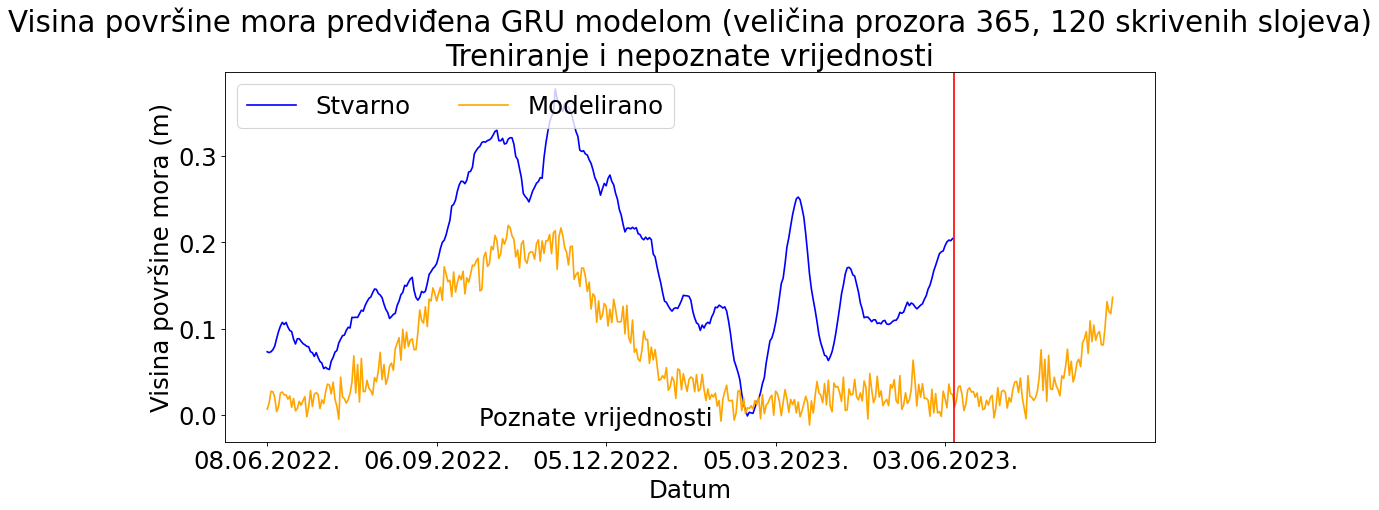 Visina površine mora predviđena GRU modelom (veličina prozora 365, 120 skrivenih slojeva)
Treniranje i nepoznate vrijednosti
Stvarno
Modelirano
Visina površine mora (m)
0.3
0.2
0.1
0.0
Poznate vrijednosti
08.06.2022.
06.09.2022.
05.12.2022.
05.03.2023.
03.06.2023.
Datum